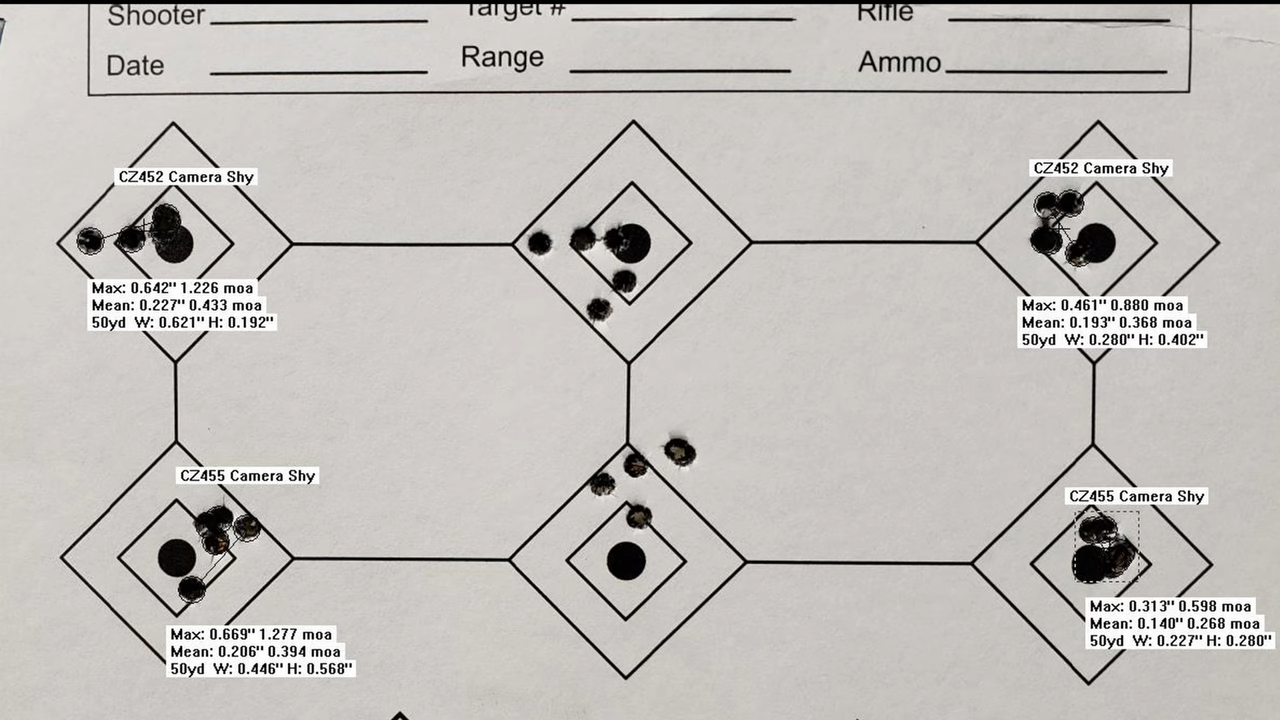 Shooter Target # Rifle
Date Range Ammo
CZ452 Camera Shy
CZ452 Camera Shy
Max: 0.642" 1.226 moa
Mean: 0.227" 0.433 moa
50yd W: 0.621" H: 0.192"
Max: 0.461" 0.880 moa
Mean: 0.193" 0.368 moa
50yd W: 0.280" H: 0.402"
CZ455 Camera Shy
CZ455 Camera Shy
Max: 0.669" 1.277 moa
Mean: 0.206" 0.394 moa
50yd W: 0.446" H: 0.568"
Max: 0.313" 0.598 moa
Mean: 0.140" 0.268 moa
50yd W: 0.227" H: 0.280"